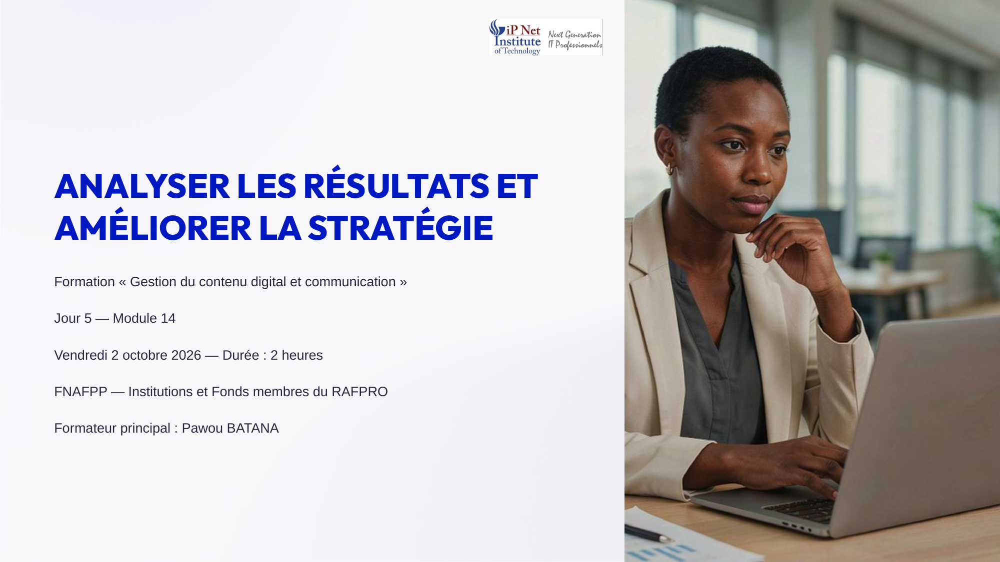 iP Net
Institute
of Technology
Next Generation
IT Professionnels
ANALYSER LES RÉSULTATS ET
AMÉLIORER LA STRATÉGIE
Formation « Gestion du contenu digital et communication »
Jour 5 — Module 14
Vendredi 2 octobre 2026 — Durée : 2 heures
FNAFPP — Institutions et Fonds membres du RAFPRO
Formateur principal : Pawou BATANA